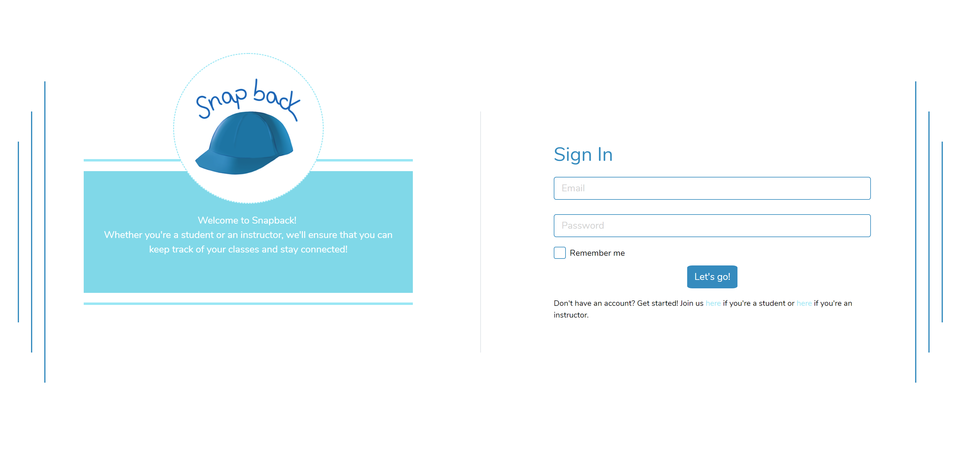 Snap back
Welcome to Snapback!
Whether you're a student or an instructor, we'll ensure that you can
keep track of your classes and stay connected!
Sign In
Email
Password
Remember me
Let's go!
Don't have an account? Get started! Join us here if you're a student or here if you're an
instructor.